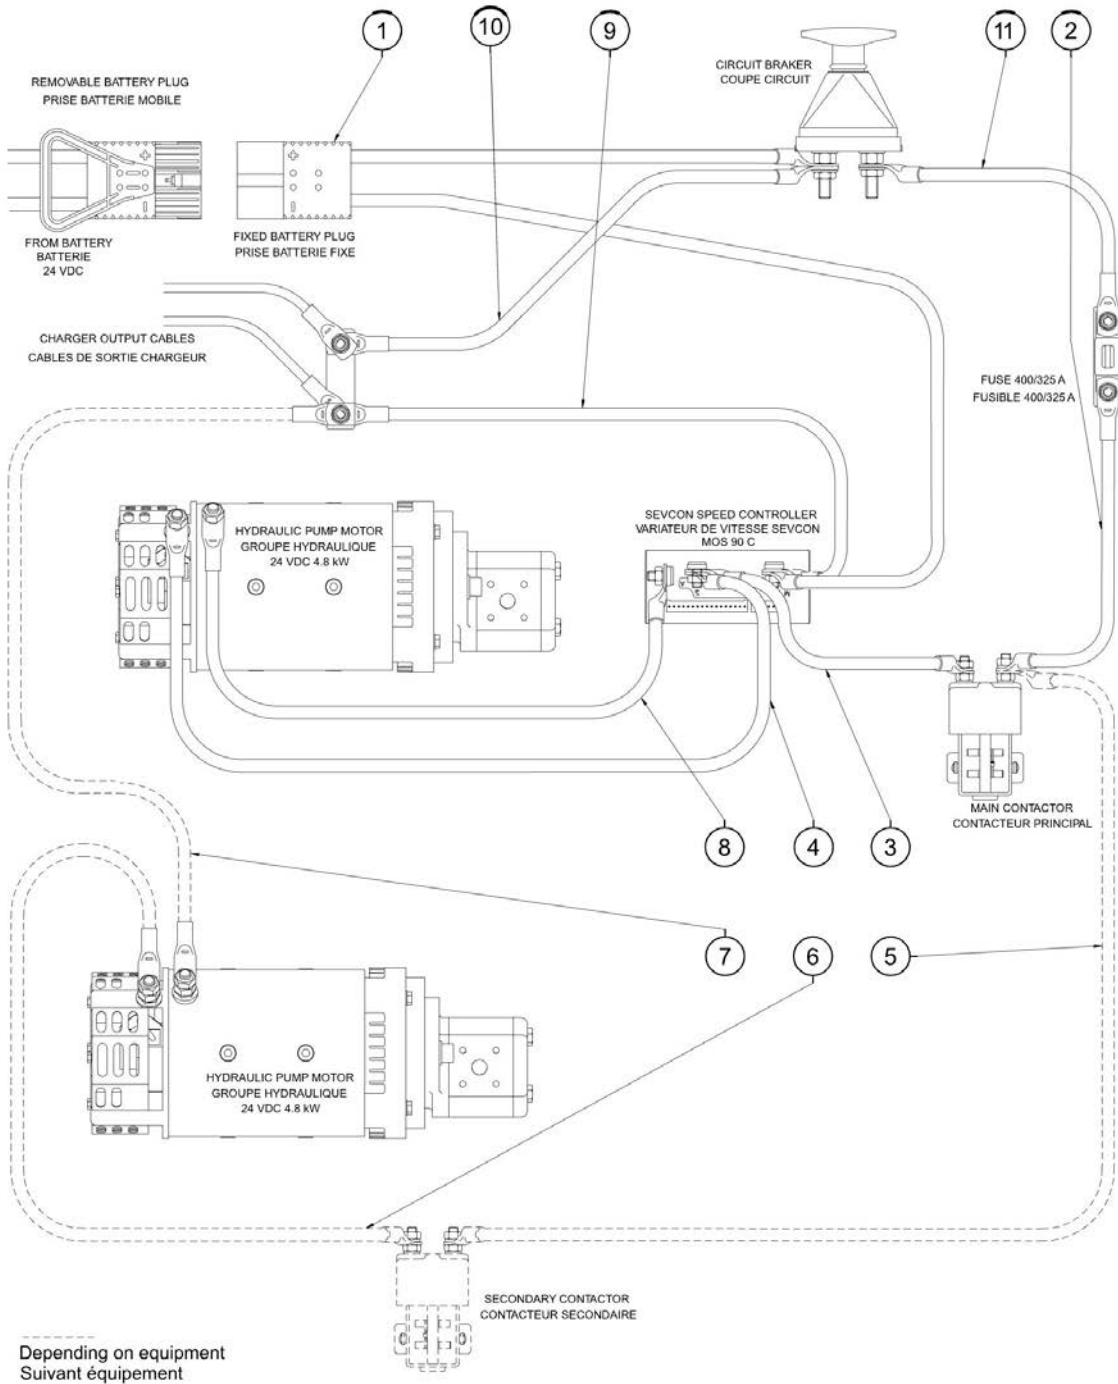 1
10
9
11
2
CIRCUIT BRAKER
COUPE CIRCUIT
REMOVABLE BATTERY PLUG
PRISE BATTERIE MOBILE
FROM BATTERY
BATTERIE
24 VDC
FIXED BATTERY PLUG
PRISE BATTERIE FIXE
CHARGER OUTPUT CABLES
CABLES DE SORTIE CHARGEUR
FUSE 400/325 A
FUSIBLE 400/325 A
HYDRAULIC PUMP MOTOR
GROUPE HYDRAULIQUE
24 VDC 4.8 kW
SEVCON SPEED CONTROLLER
VARIATEUR DE VITESSE SEVCON
MOS 90 C
MAIN CONTACTOR
CONTACTEUR PRINCIPAL
8
4
3
7
6
5
HYDRAULIC PUMP MOTOR
GROUPE HYDRAULIQUE
24 VDC 4.8 kW
SECONDARY CONTACTOR
CONTACTEUR SECONDAIRE
Depending on equipment
Suivant équipement